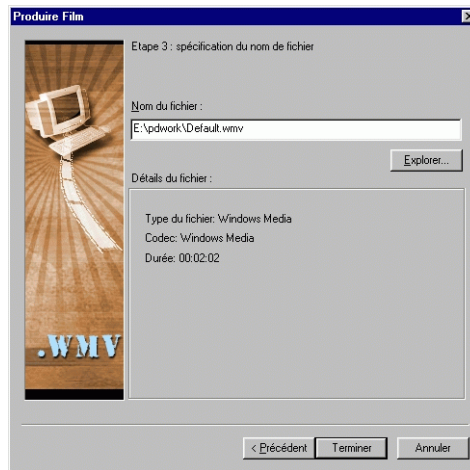 Produire Film
Etape 3 : spécification du nom de fichier
Nom du fichier :
E:\pdwork\Default.wmv
Explorer...
Détails du fichier :
Type du fichier: Windows Media
Codec: Windows Media
Durée: 00:02:02
.WMV
< Précédent
Terminer
Annuler